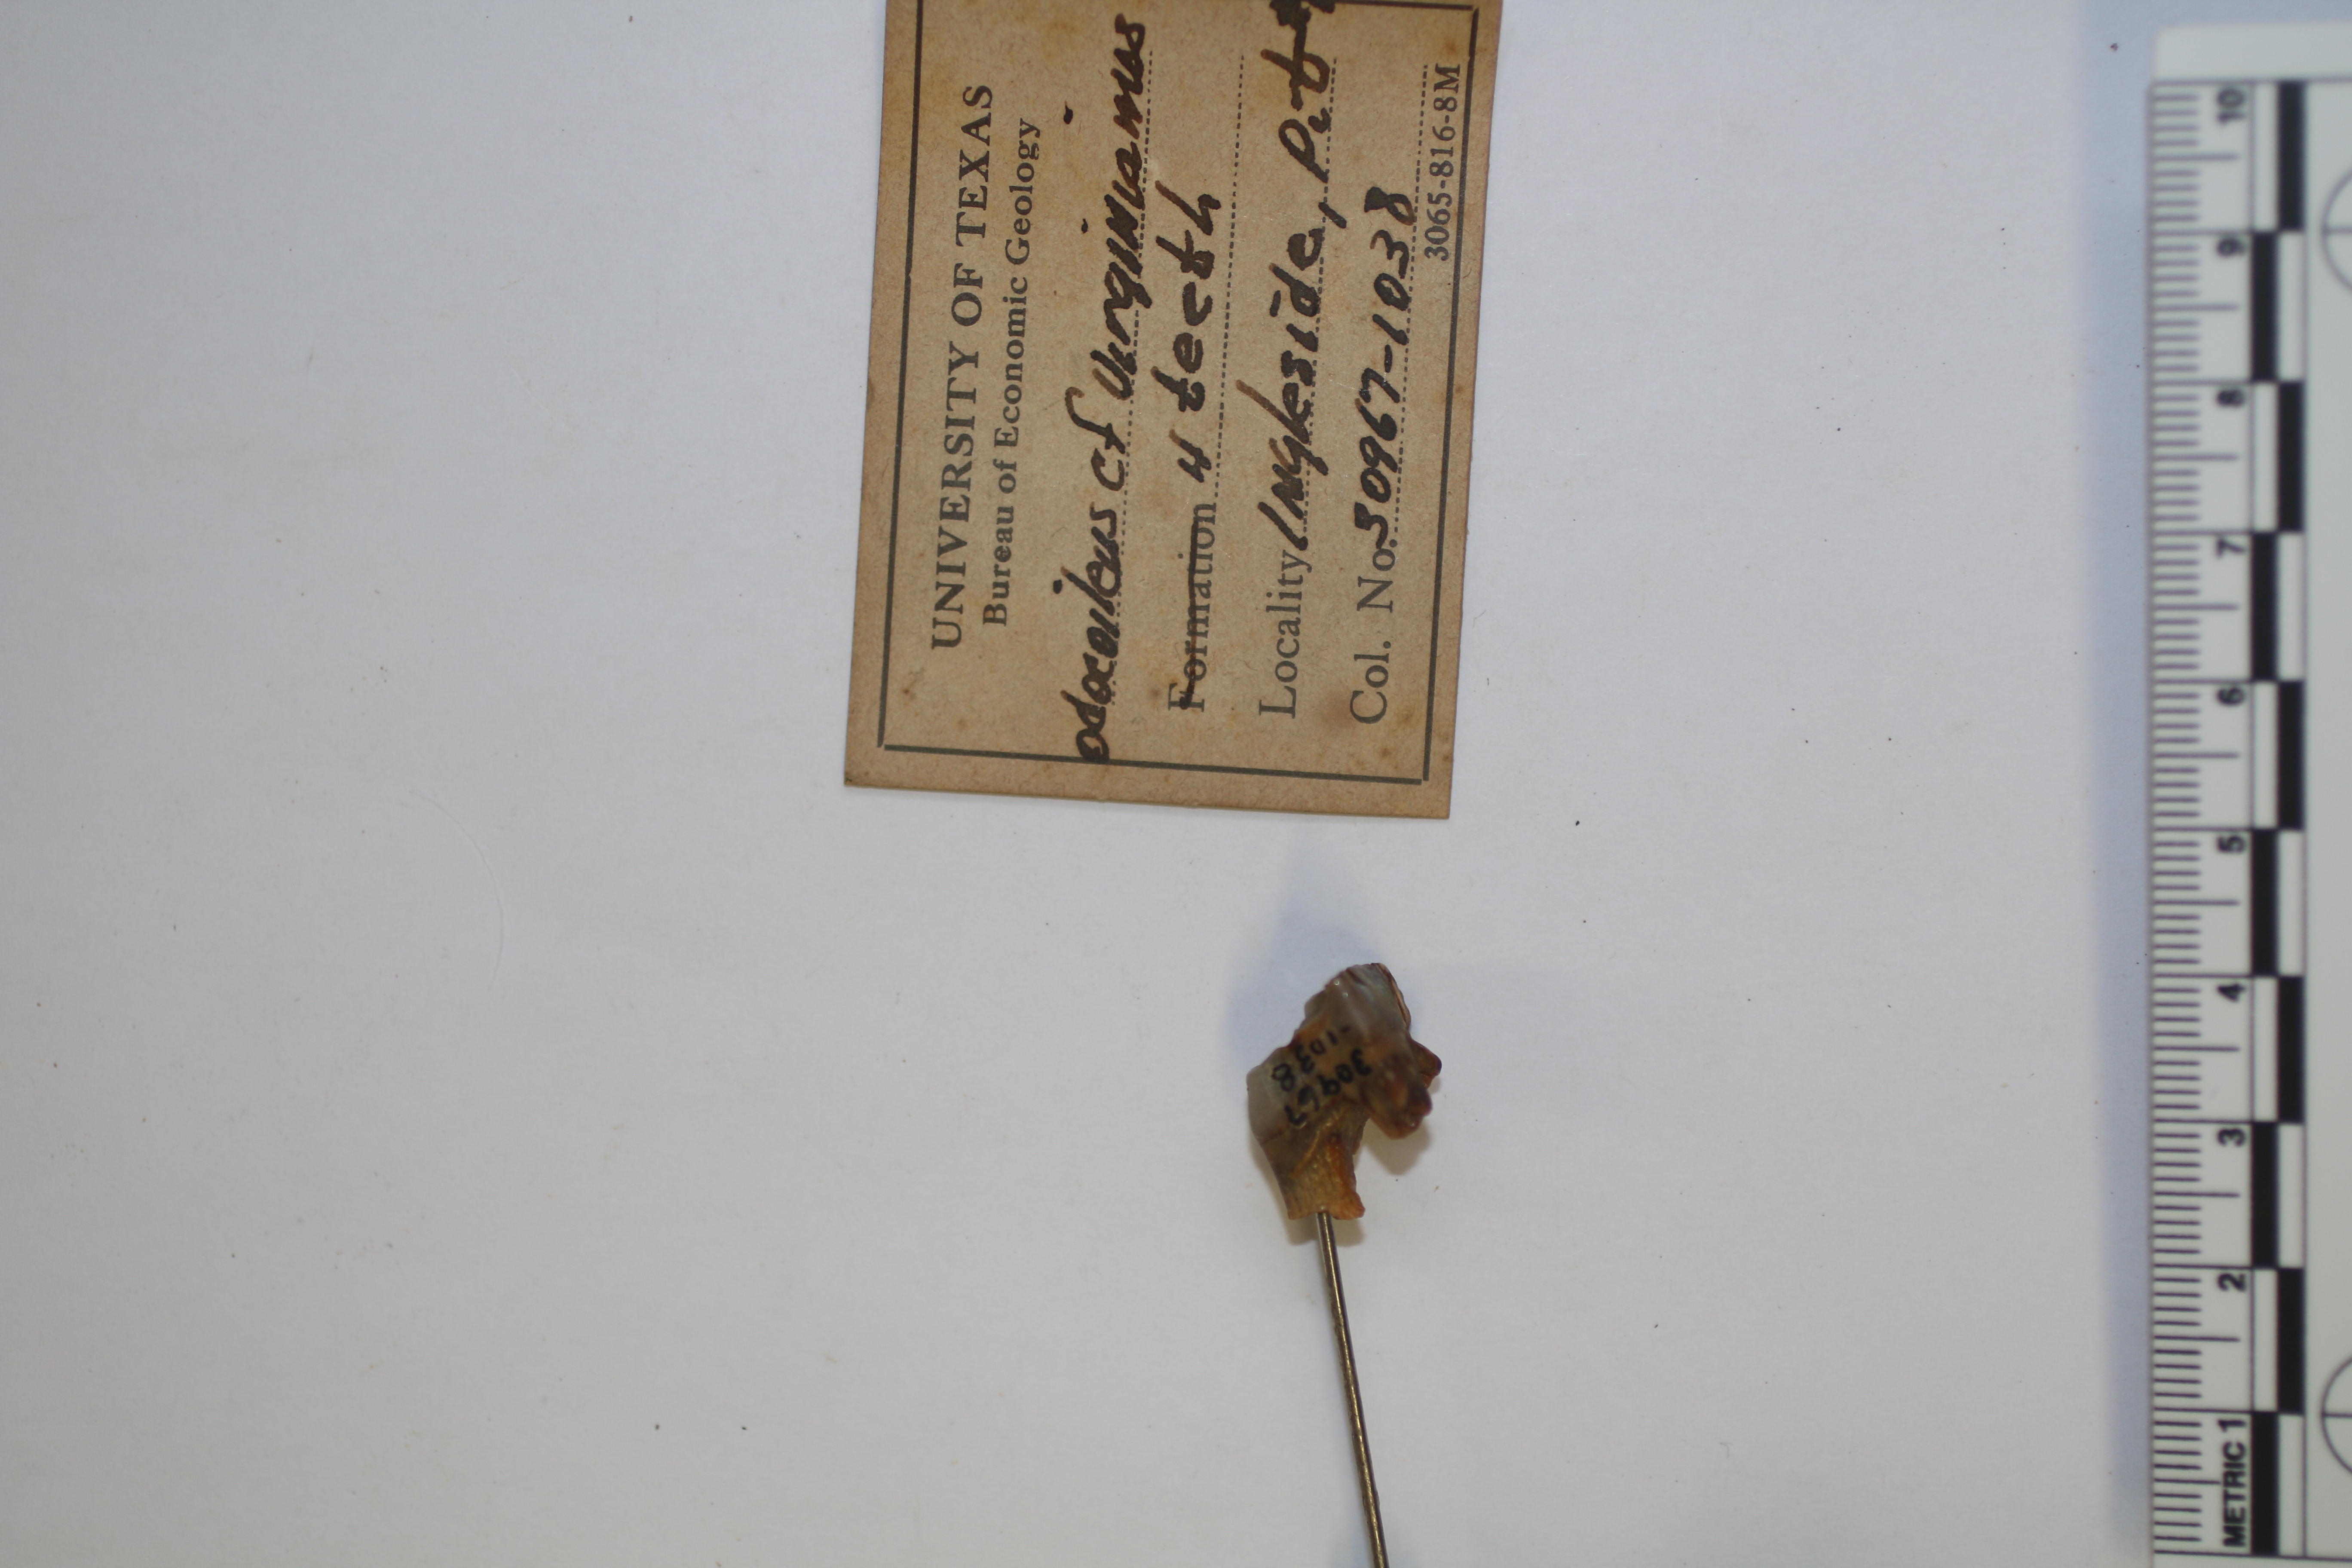 UNIVERSITY OF TEXAS
Bureau of Economic Geology
Odocoileus cf Virginianus
Formation 4 teeth
Locality Ingleside, Pit
Col. No. 30967-1038
3065-816-8M
30967
-1038
METRIC 1 2 3 4 5 6 7 8 9 10